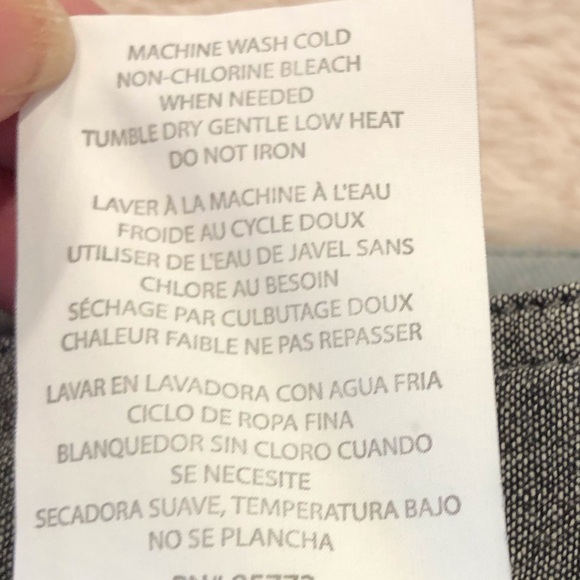 MACHINE WASH COLD
NON-CHLORINE BLEACH
WHEN NEEDED
TUMBLE DRY GENTLE LOW HEAT
DO NOT IRON
LAVER À LA MACHINE À L'EAU
FROIDE AU CYCLE DOUX
UTILISER DE L'EAU DE JAVEL SANS
CHLORE AU BESOIN
SÉCHAGE PAR CULBUTAGE DOUX
CHALEUR FAIBLE NE PAS REPASSER
LAVAR EN LAVADORA CON AGUA FRIA
CICLO DE ROPA FINA
BLANQUEDOR SIN CLORO CUANDO
SE NECESITE
SECADORA SUAVE, TEMPERATURA BAJO
NO SE PLANCHA